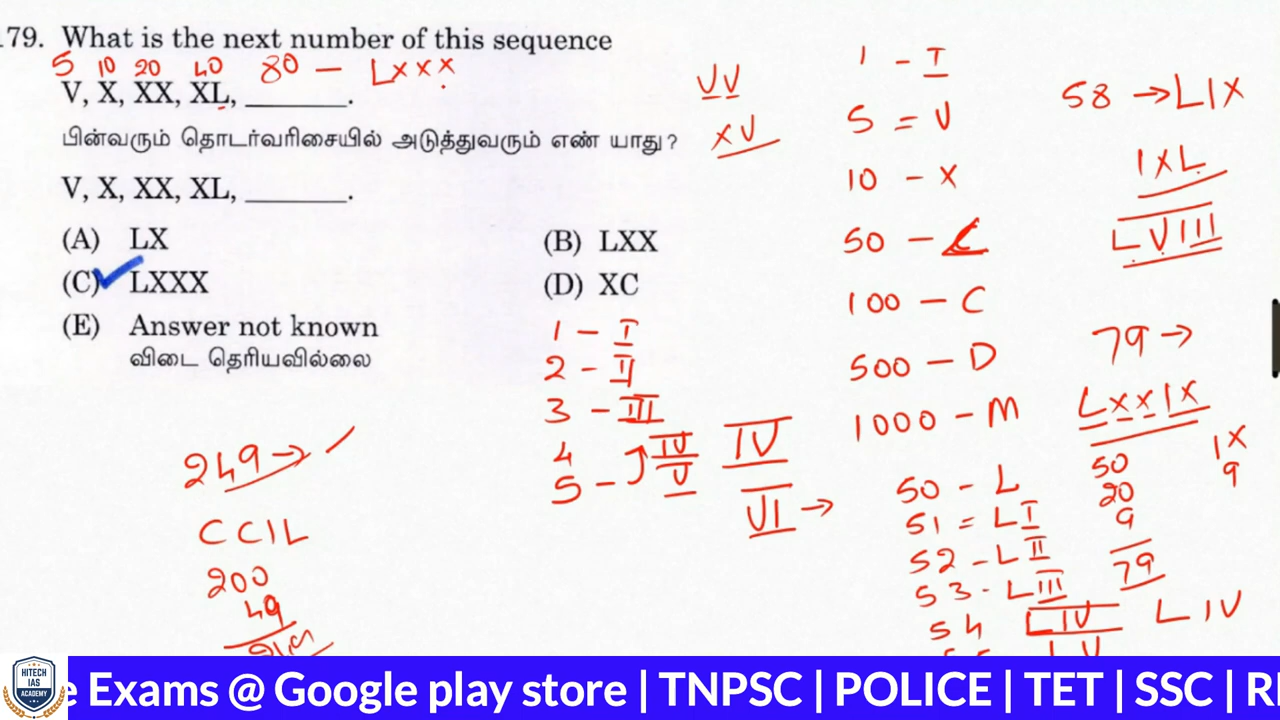 .79. What is the next number of this sequence
5 10 20 40 80 - LXXX
V, X, XX, XL, ________.
பின்வரும் தொடர்வரிசையில் அடுத்துவரும் எண் யாது?
V, X, XX, XL, ________.
(A) LX
(B) LXX
(C) LXXX
(D) XC
(E) Answer not known
விடை தெரியவில்லை
VV
XV
1 - I
5 = V
10 - X
50 - L
100 - C
500 - D
1000 - M
58 → LIX
IXL
LVIII
79 →
LXXIX
50
20
9
79
IX
9
1 - I
2 - II
3 - III
4 IV
5 - V
IV
VI →
249 →
CCIL
200
49
50 - L
51 = LI
52 - LII
53 - LIII
54 LIV LIV
HITECH
IAS
ACADEMY
e Exams @ Google play store | TNPSC | POLICE | TET | SSC | R